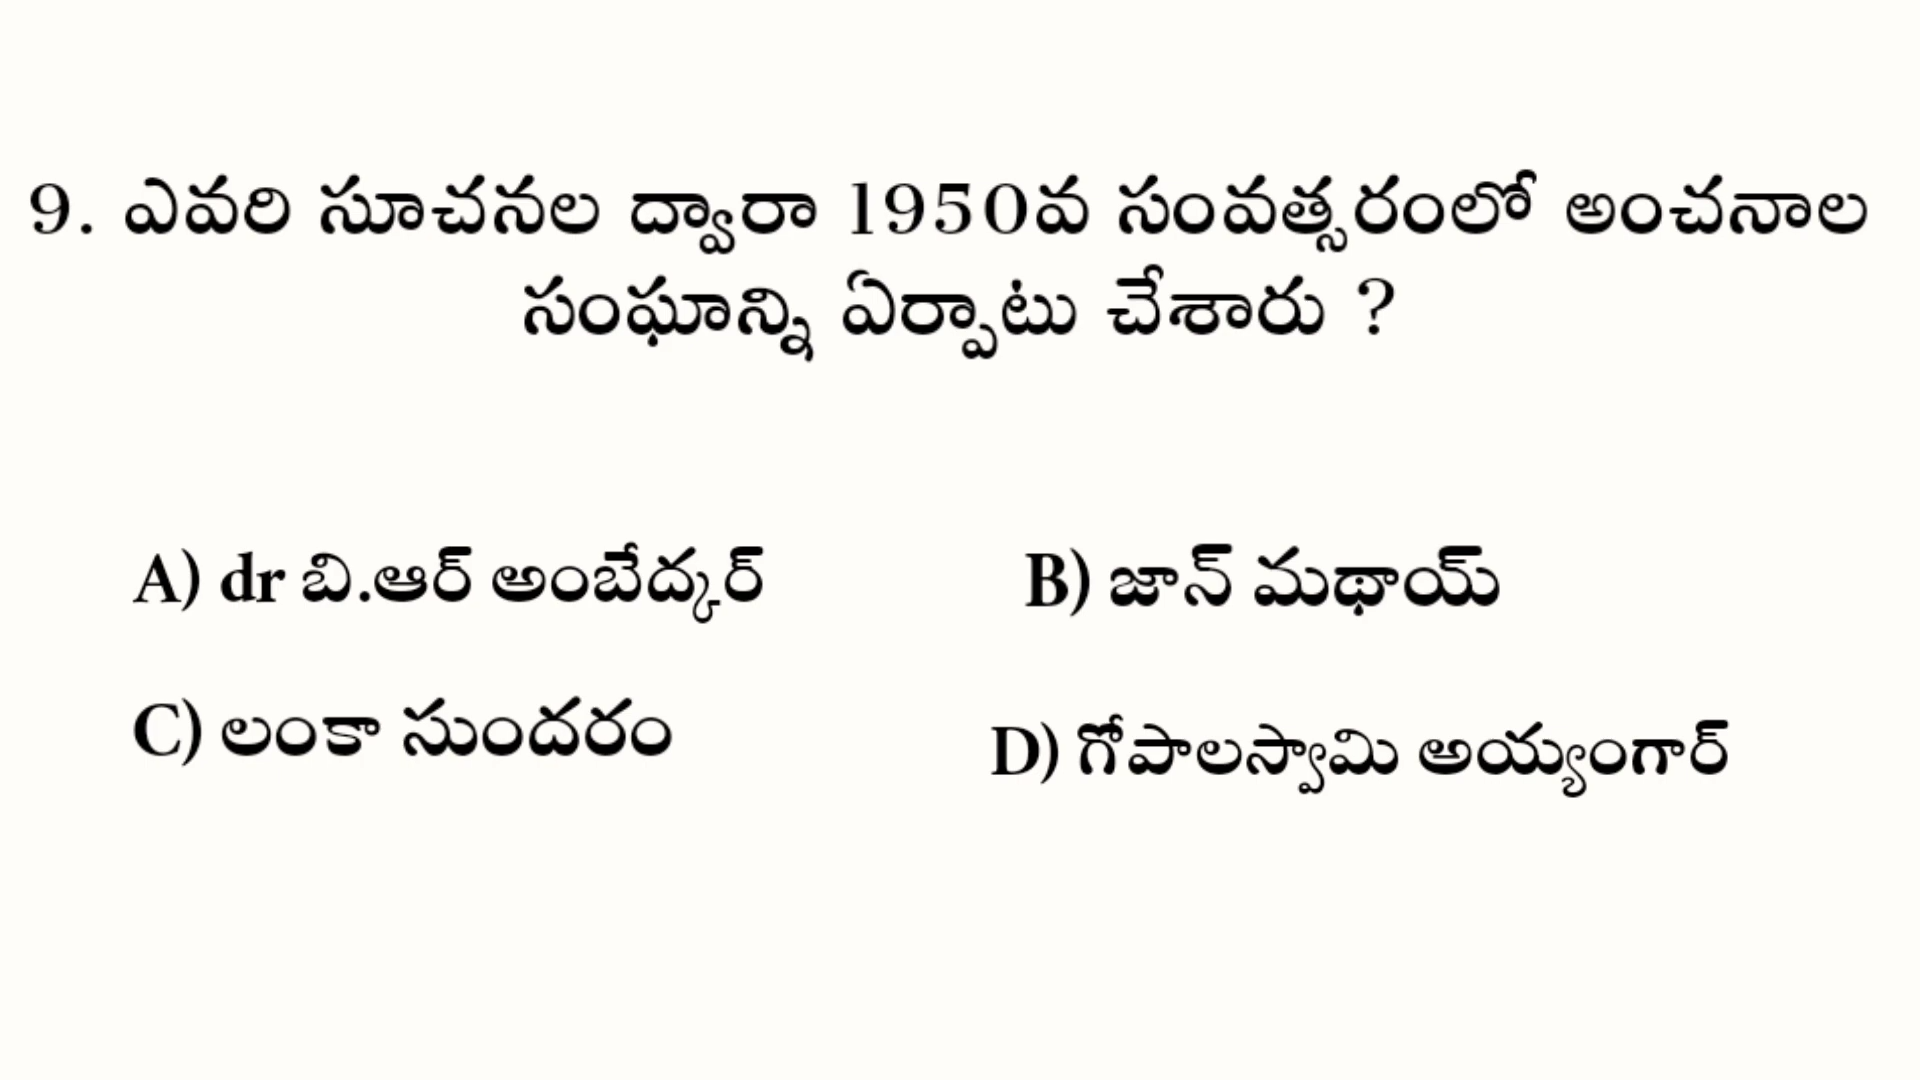 9. ఎవరి సూచనల ద్వారా 1950వ సంవత్సరంలో అంచనాల
సంఘాన్ని ఏర్పాటు చేశారు ?
A) dr బి.ఆర్ అంబేద్కర్
B) జాన్ మథాయ్
C) లంకా సుందరం
D) గోపాలస్వామి అయ్యంగార్